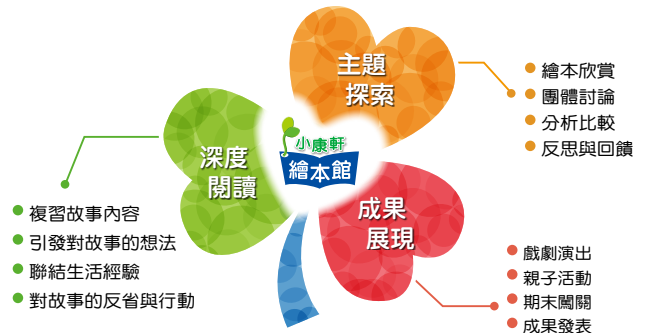 主題
探索
繪本欣賞
團體討論
分析比較
反思與回饋
小康軒
繪本館
深度
閱讀
複習故事內容
引發對故事的想法
聯結生活經驗
對故事的反省與行動
成果
展現
戲劇演出
親子活動
期末闖關
成果發表